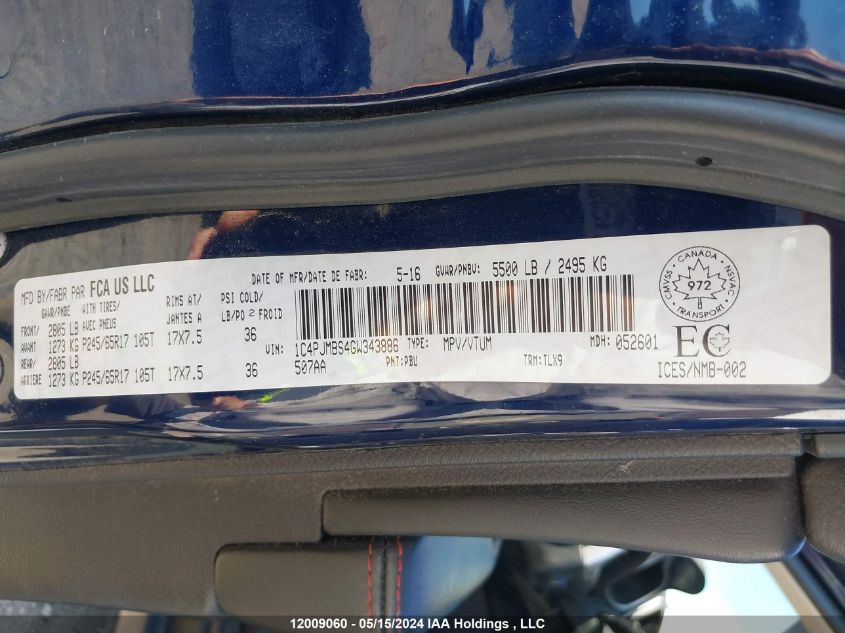 MFD BY/FABR PAR FCA US LLC
DATE OF MFR/DATE DE FABR: 5-16 GVWR/PNBV: 5500 LB / 2495 KG
GAWR/PNBE WITH TIRES/ AVEC PNEUS RIMS AT/ JANTES A PSI COLD/ LB/PO 2 FROID
FRONT/ 2805 LB
AVANT 1273 KG P245/65R17 105T 17X7.5 36
REAR/ 2805 LB
ARRIERE 1273 KG P245/65R17 105T 17X7.5 36
VIN: 1C4PJMBS4GW343886 TYPE: MPV/VTUM MDH: 052601
507AA PNT: PBU TRM: TLX9
CANADA
CMVSS NSVAC
972
TRANSPORT
EC
ICES/NMB-002
12009060 - 05/15/2024 IAA Holdings , LLC